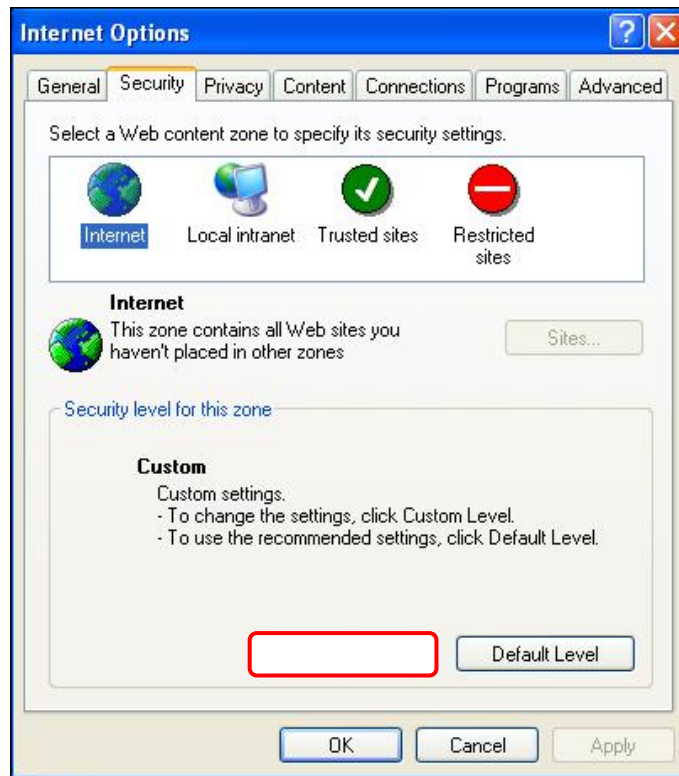 Internet Options
General Security Privacy Content Connections Programs Advanced
Select a Web content zone to specify its security settings.
Internet Local intranet Trusted sites Restricted sites
Internet
This zone contains all Web sites you
haven't placed in other zones
Sites...
Security level for this zone
Custom
Custom settings.
- To change the settings, click Custom Level.
- To use the recommended settings, click Default Level.
Default Level
OK Cancel Apply